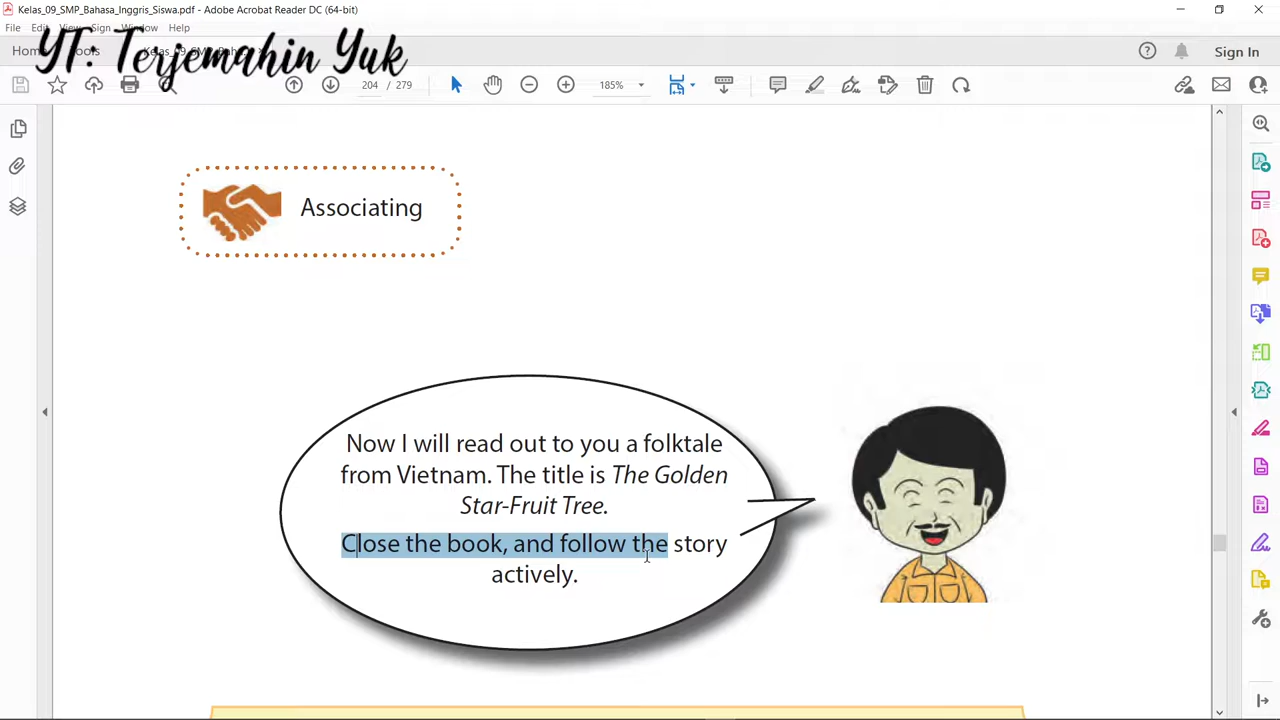 Kelas_09_SMP_Bahasa_Inggris_Siswa.pdf - Adobe Acrobat Reader DC (64-bit)
File Edit View Sign Window Help
YT: Terjemahin Yuk
Sign In
204 / 279
185%
Associating
Now I will read out to you a folktale
from Vietnam. The title is The Golden
Star-Fruit Tree.
Close the book, and follow the story
actively.